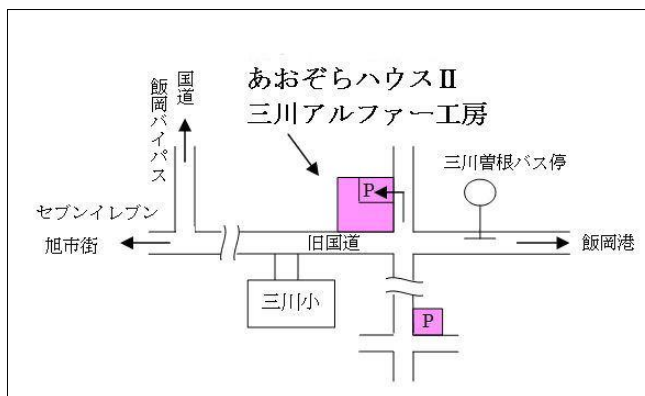 あおぞらハウスⅡ
三川アルファー工房
国道
飯岡バイパス
P
三川曽根バス停
セブンイレブン
旭市街
旧国道
飯岡港
三川小
P